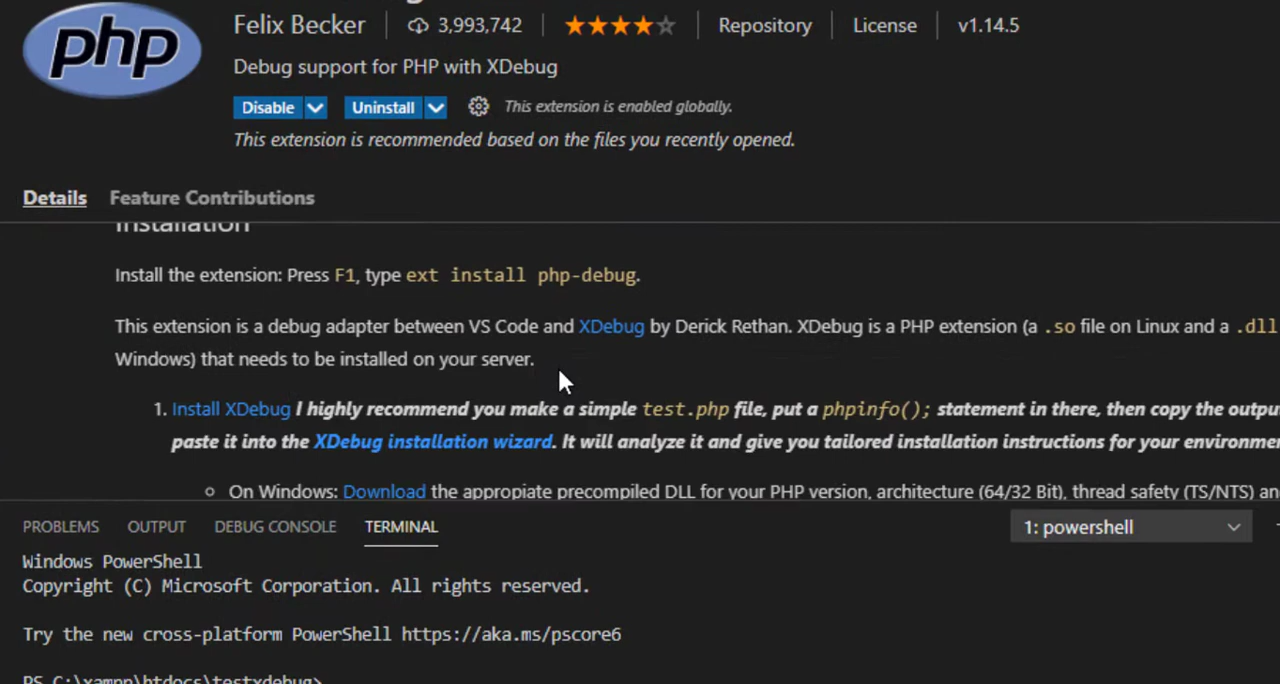 php
Felix Becker 3,993,742 Repository License v1.14.5
Debug support for PHP with XDebug
Disable Uninstall This extension is enabled globally.
This extension is recommended based on the files you recently opened.
Details Feature Contributions
Installation
Install the extension: Press F1, type ext install php-debug.
This extension is a debug adapter between VS Code and XDebug by Derick Rethan. XDebug is a PHP extension (a .so file on Linux and a .dll
Windows) that needs to be installed on your server.
1. Install XDebug I highly recommend you make a simple test.php file, put a phpinfo(); statement in there, then copy the output
paste it into the XDebug installation wizard. It will analyze it and give you tailored installation instructions for your environme
○ On Windows: Download the appropiate precompiled DLL for your PHP version, architecture (64/32 Bit), thread safety (TS/NTS) an
PROBLEMS OUTPUT DEBUG CONSOLE TERMINAL 1: powershell
Windows PowerShell
Copyright (C) Microsoft Corporation. All rights reserved.
Try the new cross-platform PowerShell https://aka.ms/pscore6
PS C:\xampp\htdocs\testxdebug>